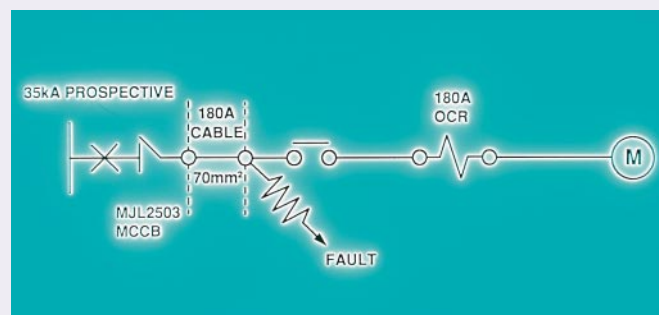 35kA PROSPECTIVE
180A
CABLE
70mm²
MJL2503
MCCB
FAULT
180A
OCR
M